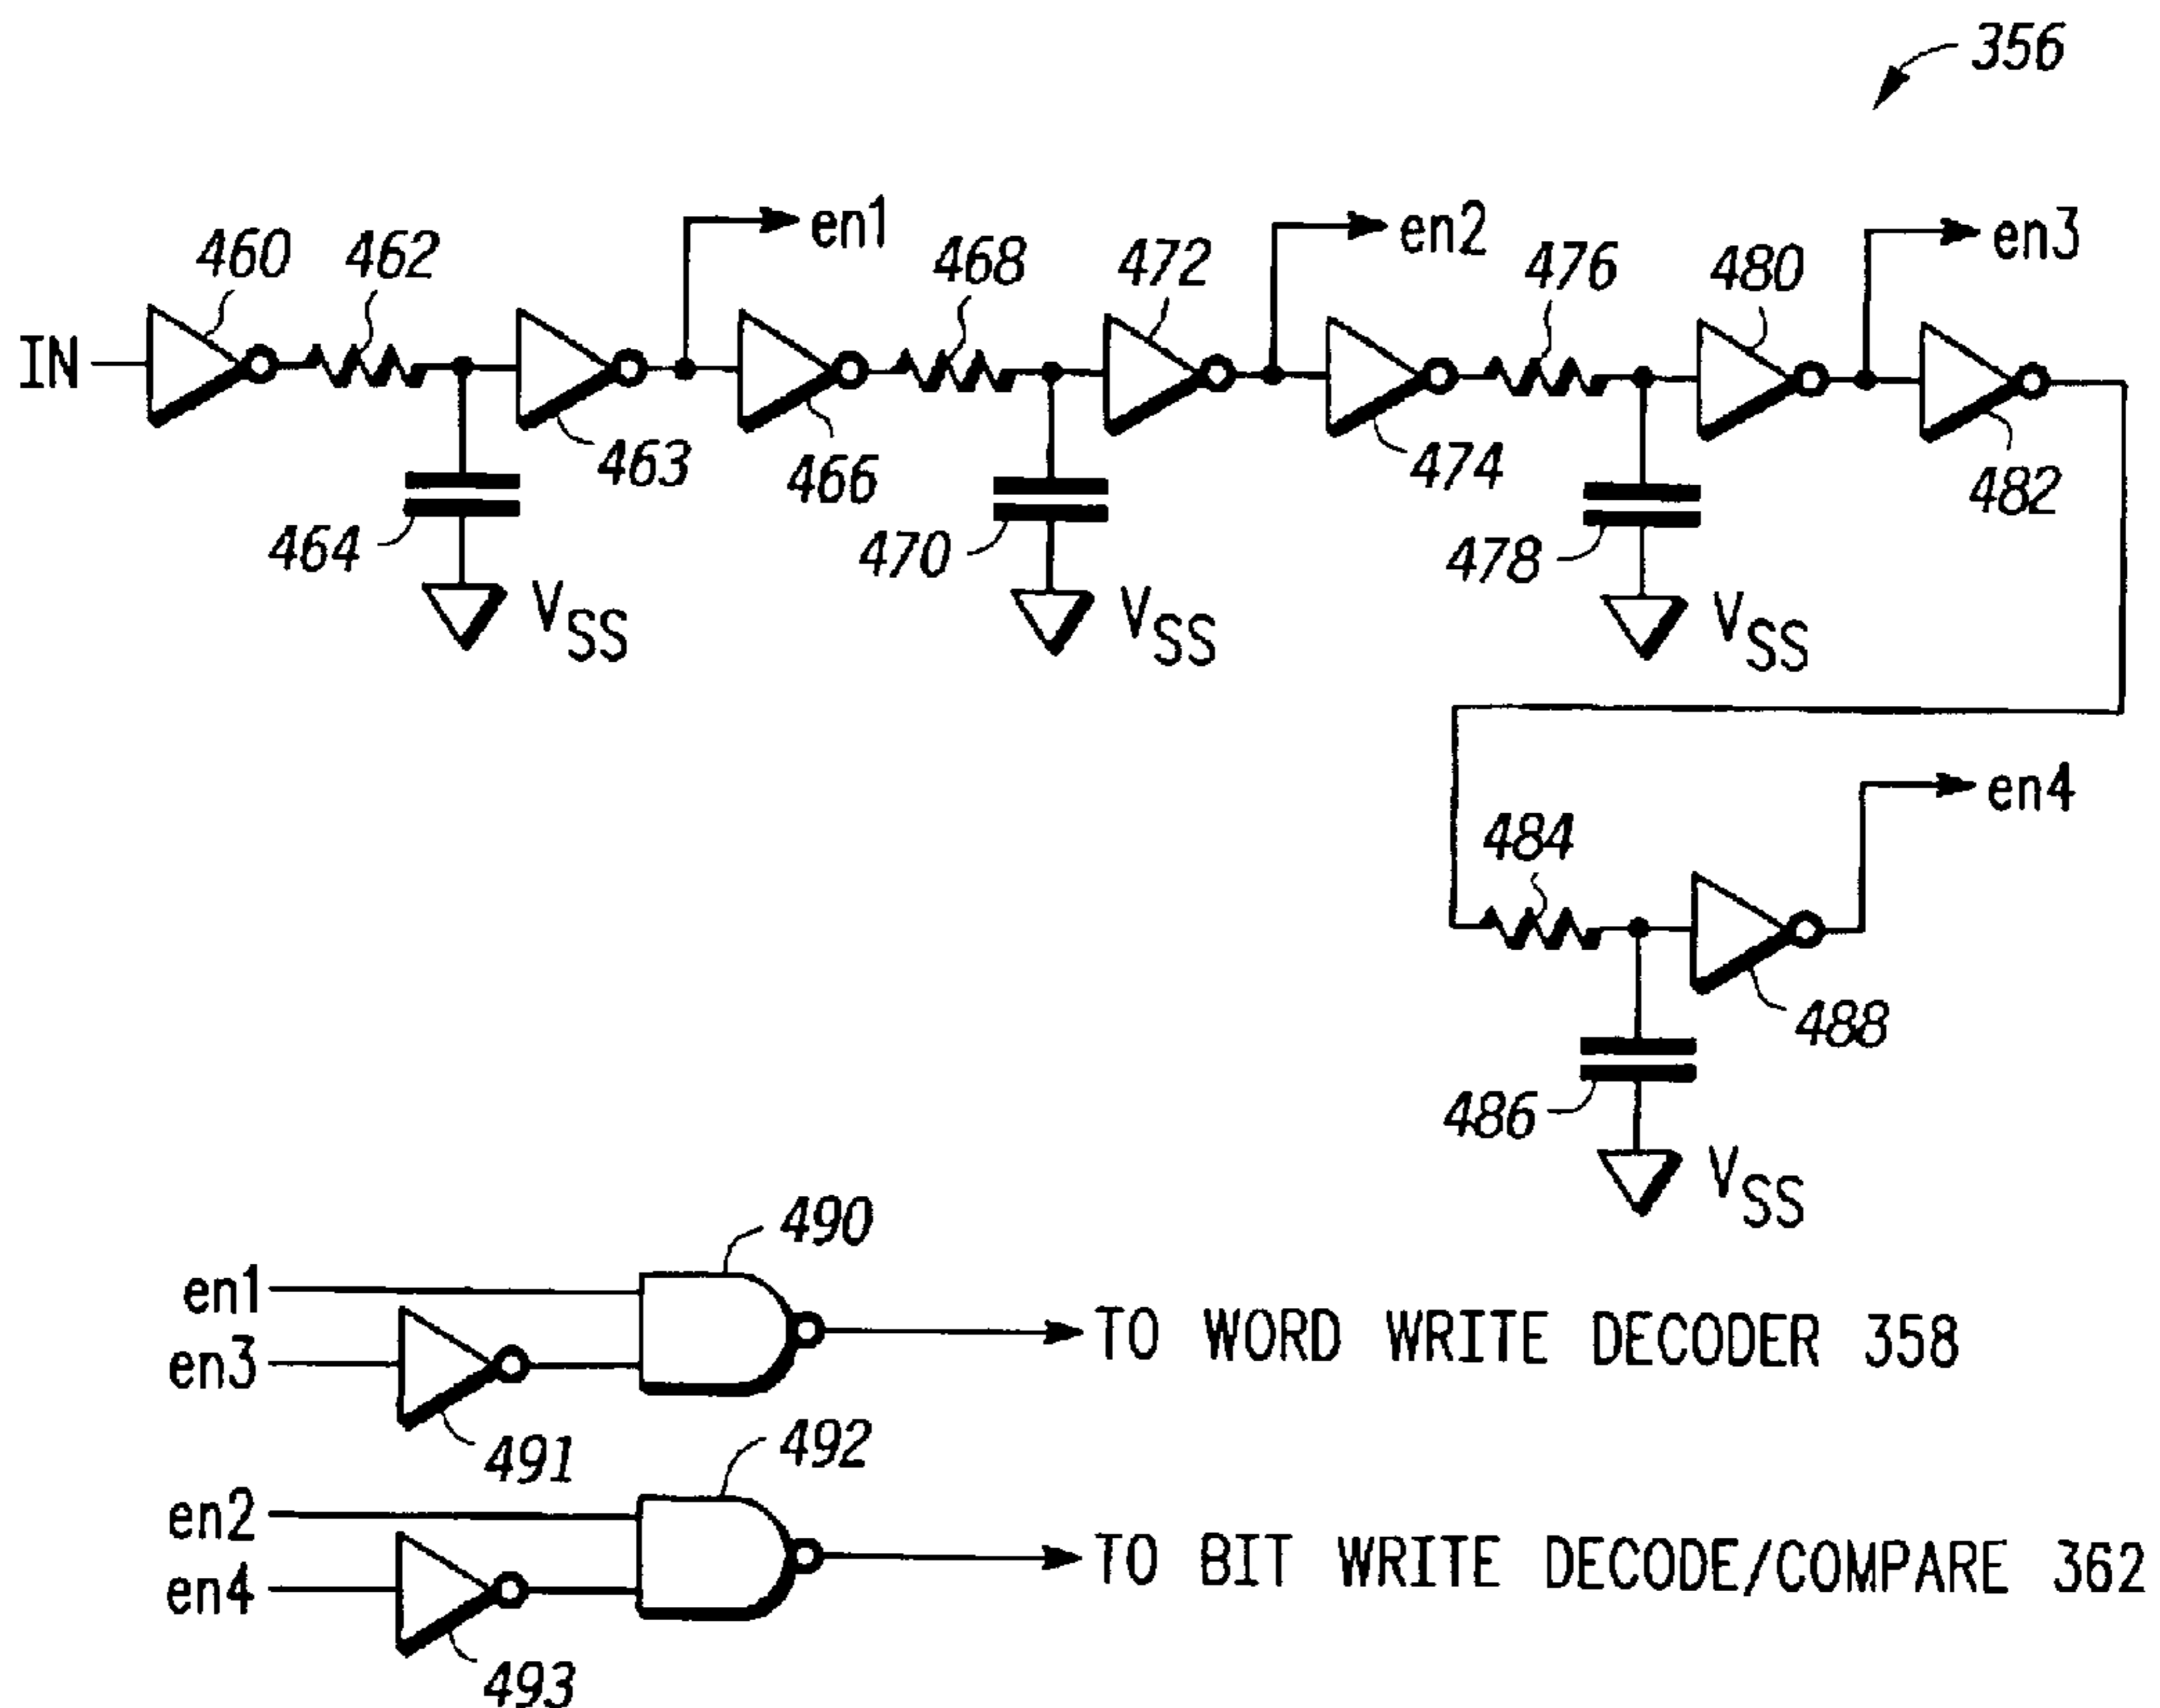 356
en1
en2
en3
460
462
468
472
476
480
IN
463
466
474
482
464
470
478
VSS
VSS
VSS
en4
484
488
486
VSS
490
en1
en3
TO WORD WRITE DECODER 358
491
492
en2
en4
TO BIT WRITE DECODE/COMPARE 362
493